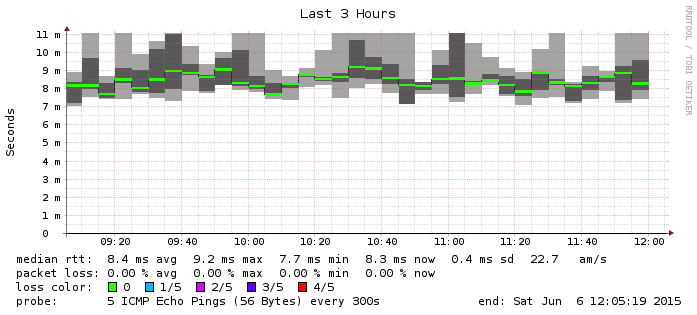 Last 3 Hours
RRDTOOL / TOBI OETIKER
Seconds
11 m
10 m
9 m
8 m
7 m
6 m
5 m
4 m
3 m
2 m
1 m
0
09:20 09:40 10:00 10:20 10:40 11:00 11:20 11:40 12:00
median rtt: 8.4 ms avg 9.2 ms max 7.7 ms min 8.3 ms now 0.4 ms sd 22.7 am/s
packet loss: 0.00 % avg 0.00 % max 0.00 % min 0.00 % now
loss color: 0 1/5 2/5 3/5 4/5
probe: 5 ICMP Echo Pings (56 Bytes) every 300s end: Sat Jun 6 12:05:19 2015